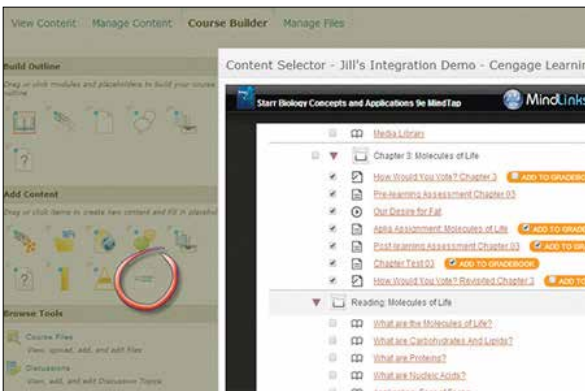 View Content Manage Content Course Builder Manage Files
Build Outline
Drag or click modules and placeholders to build your course
outline
Add Content
Drag or click items to create new content and fill in placehol
Browse Tools
Course Files
View, upload, add, and edit files
Discussions
View, add, and edit Discussion Topics
Content Selector - Jill's Integration Demo - Cengage Learnin
Starr Biology Concepts and Applications 9e MindTap MindLinks
Media Library
Chapter 3: Molecules of Life
How Would You Vote? Chapter 3 ADD TO GRADEBO
Pre-learning Assessment Chapter 03
Our Desire for Fat
Aplia Assignment: Molecules of Life ADD TO GRADEB
Post-learning Assessment Chapter 03 ADD TO GRA
Chapter Test 03 ADD TO GRADEBOOK
How Would You Vote? Revisited Chapter 3 ADD TO
Reading: Molecules of Life
What are the Molecules of Life?
What are Carbohydrates And Lipids?
What are Proteins?
What are Nucleic Acids?